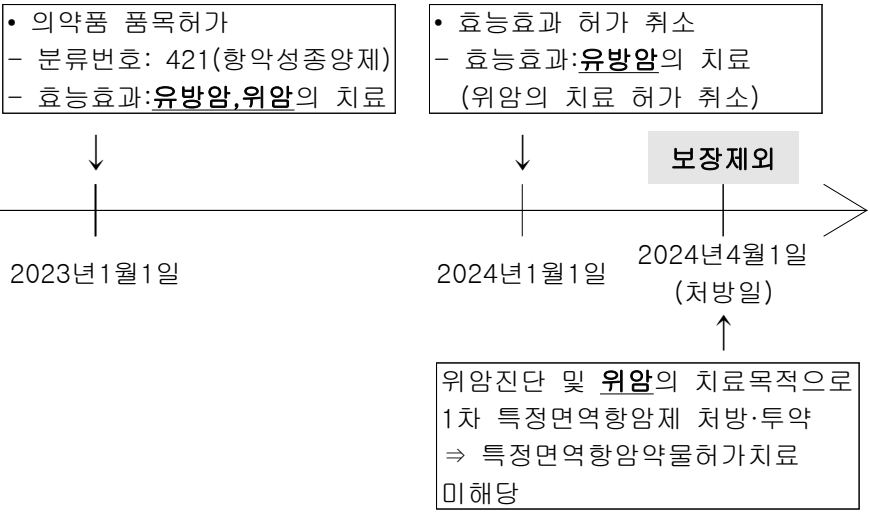 • 의약품 품목허가
- 분류번호: 421(항악성종양제)
- 효능효과:유방암,위암의 치료
• 효능효과 허가 취소
- 효능효과:유방암의 치료
(위암의 치료 허가 취소)
보장제외
2023년1월1일
2024년1월1일
2024년4월1일
(처방일)
위암진단 및 위암의 치료목적으로
1차 특정면역항암제 처방·투약
⇒ 특정면역항암약물허가치료
미해당